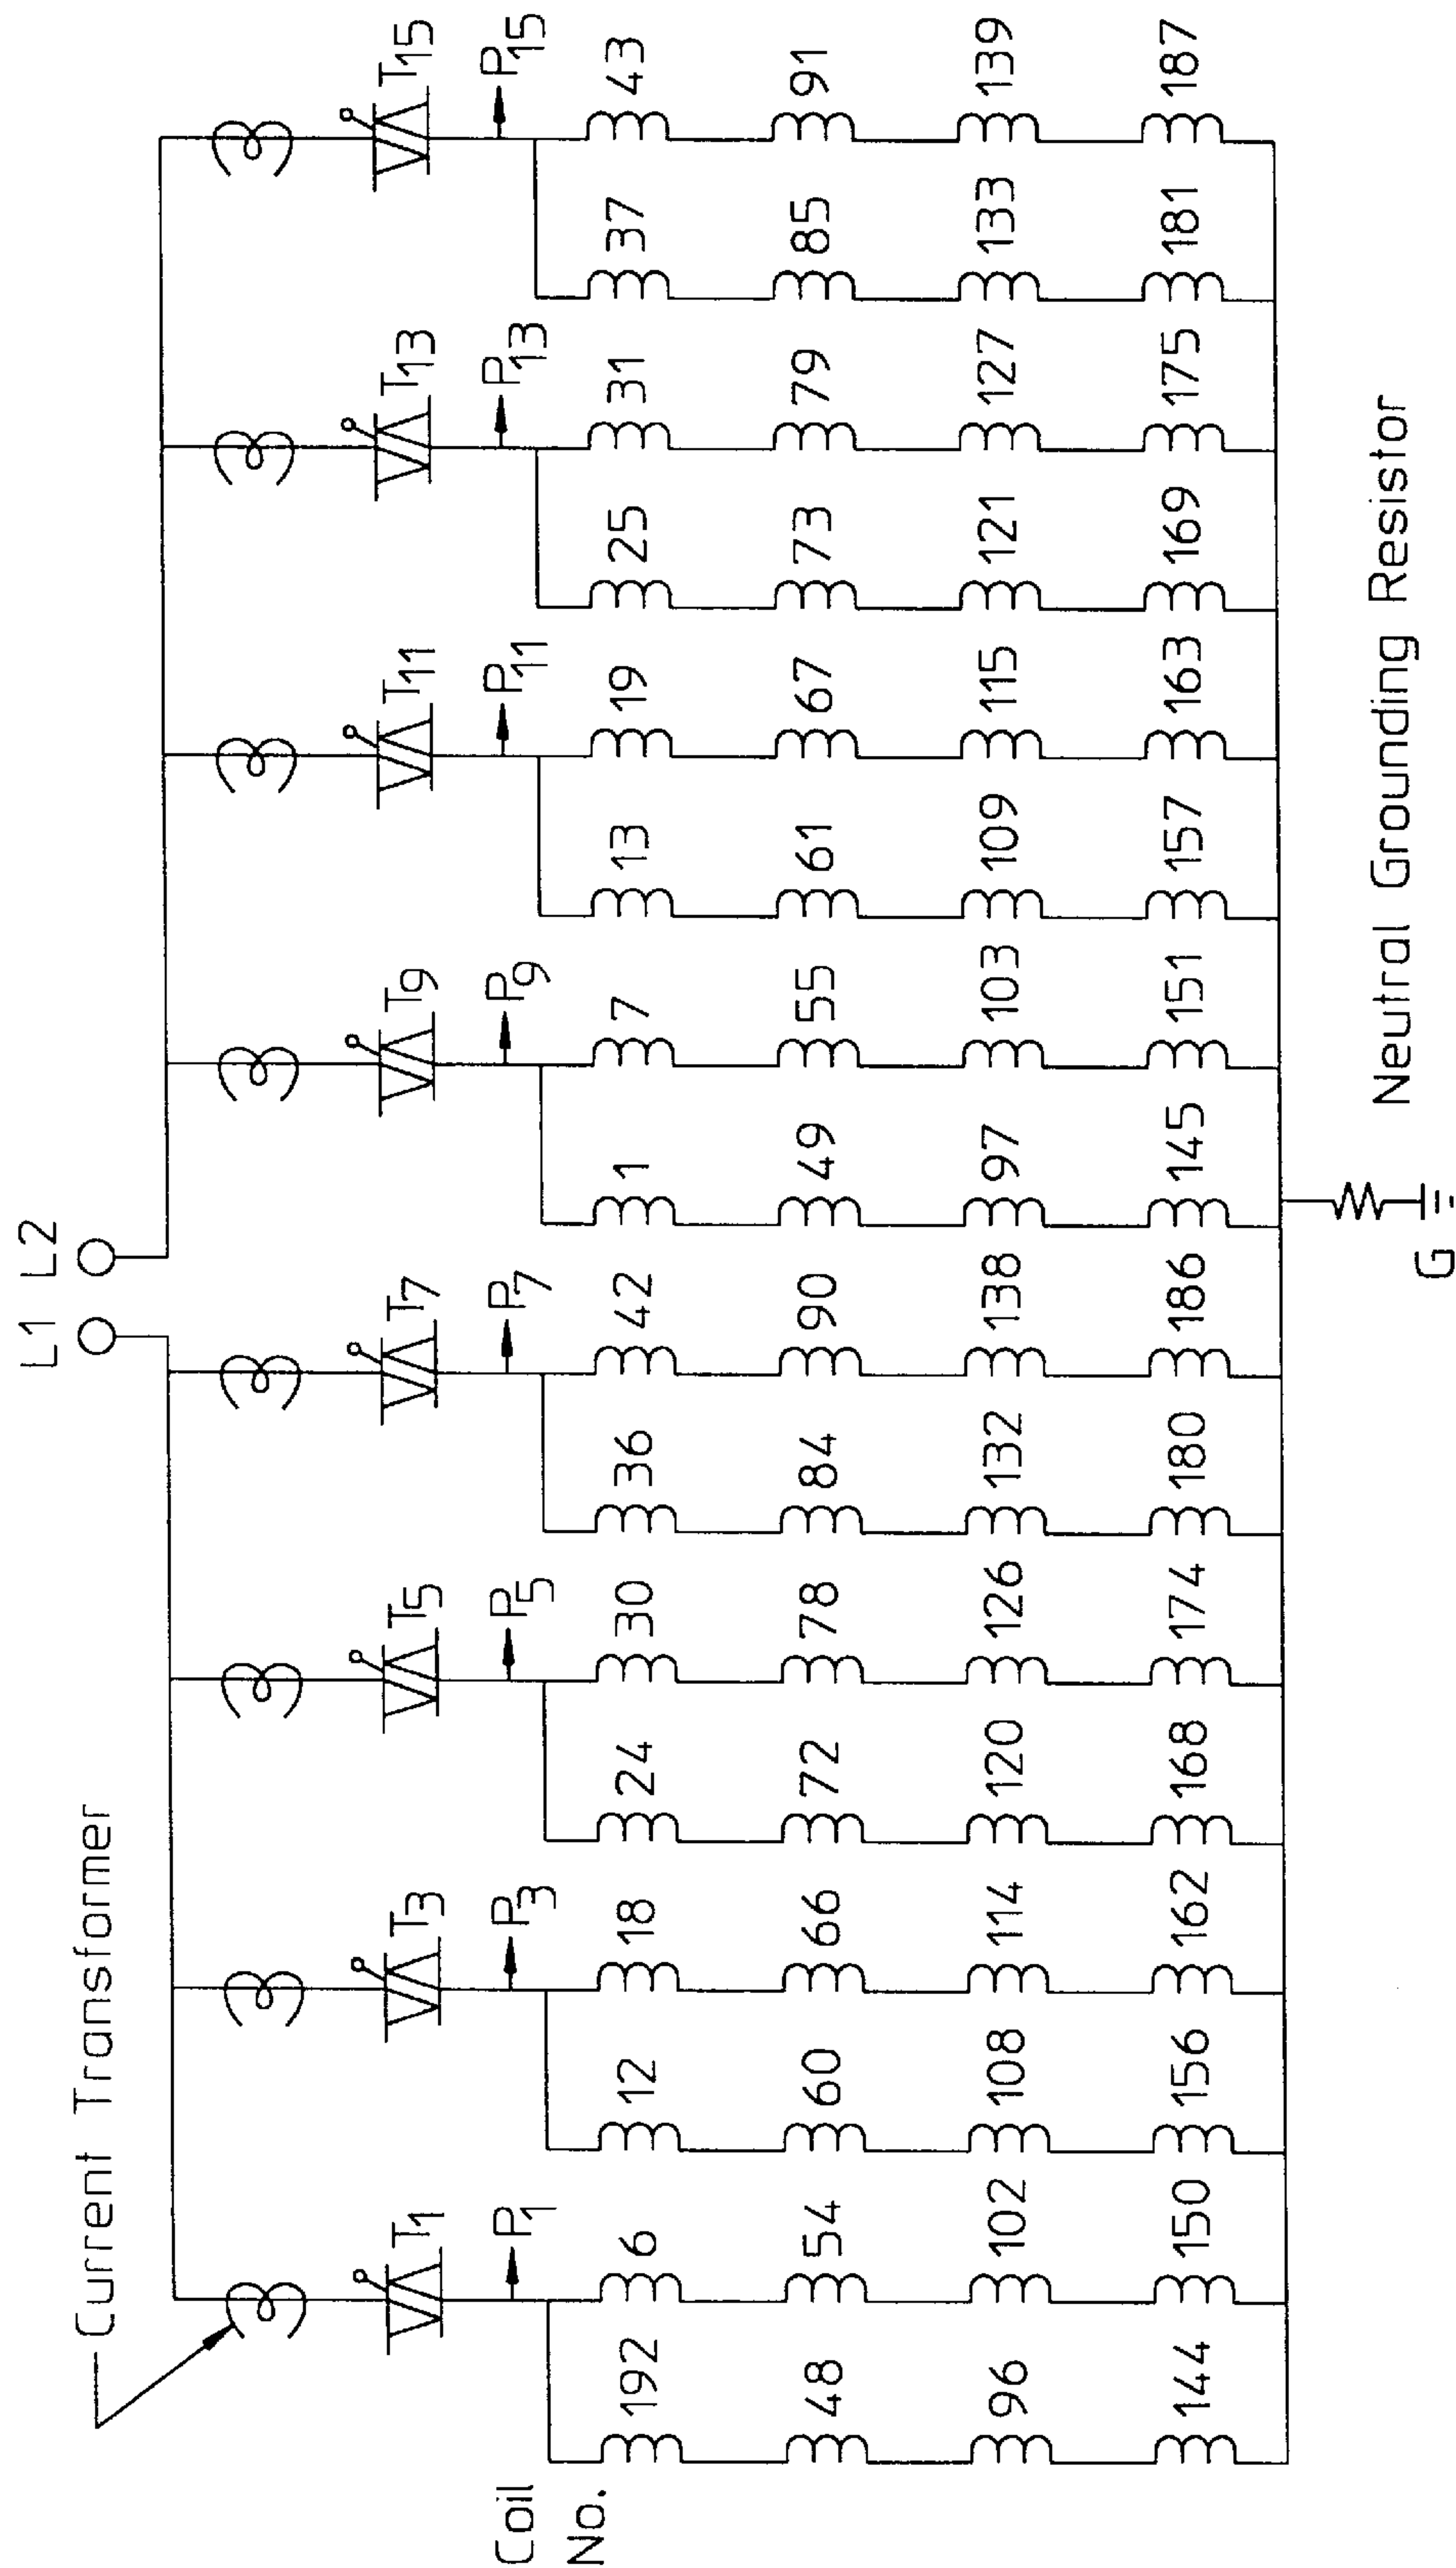 L1 L2
Current Transformer
T1 T3 T5 T7 T9 T11 T13 T15
P1 P3 P5 P7 P9 P11 P13 P15
Coil
No.
192 6 12 18 24 30 36 42 1 7 13 19 25 31 37 43
48 54 60 66 72 78 84 90 49 55 61 67 73 79 85 91
96 102 108 114 120 126 132 138 97 103 109 115 121 127 133 139
144 150 156 162 168 174 180 186 145 151 157 163 169 175 181 187
G
Neutral Grounding Resistor